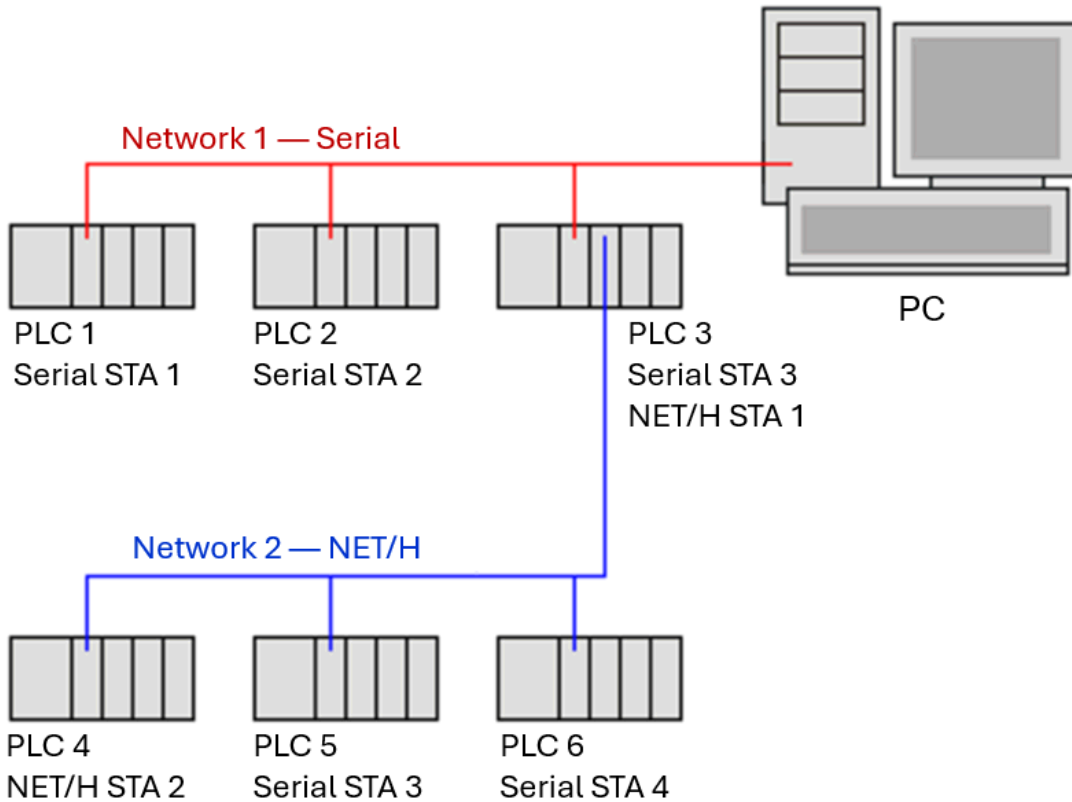 Network 1 — Serial
PLC 1
Serial STA 1
PLC 2
Serial STA 2
PLC 3
Serial STA 3
NET/H STA 1
PC
Network 2 — NET/H
PLC 4
NET/H STA 2
PLC 5
Serial STA 3
PLC 6
Serial STA 4